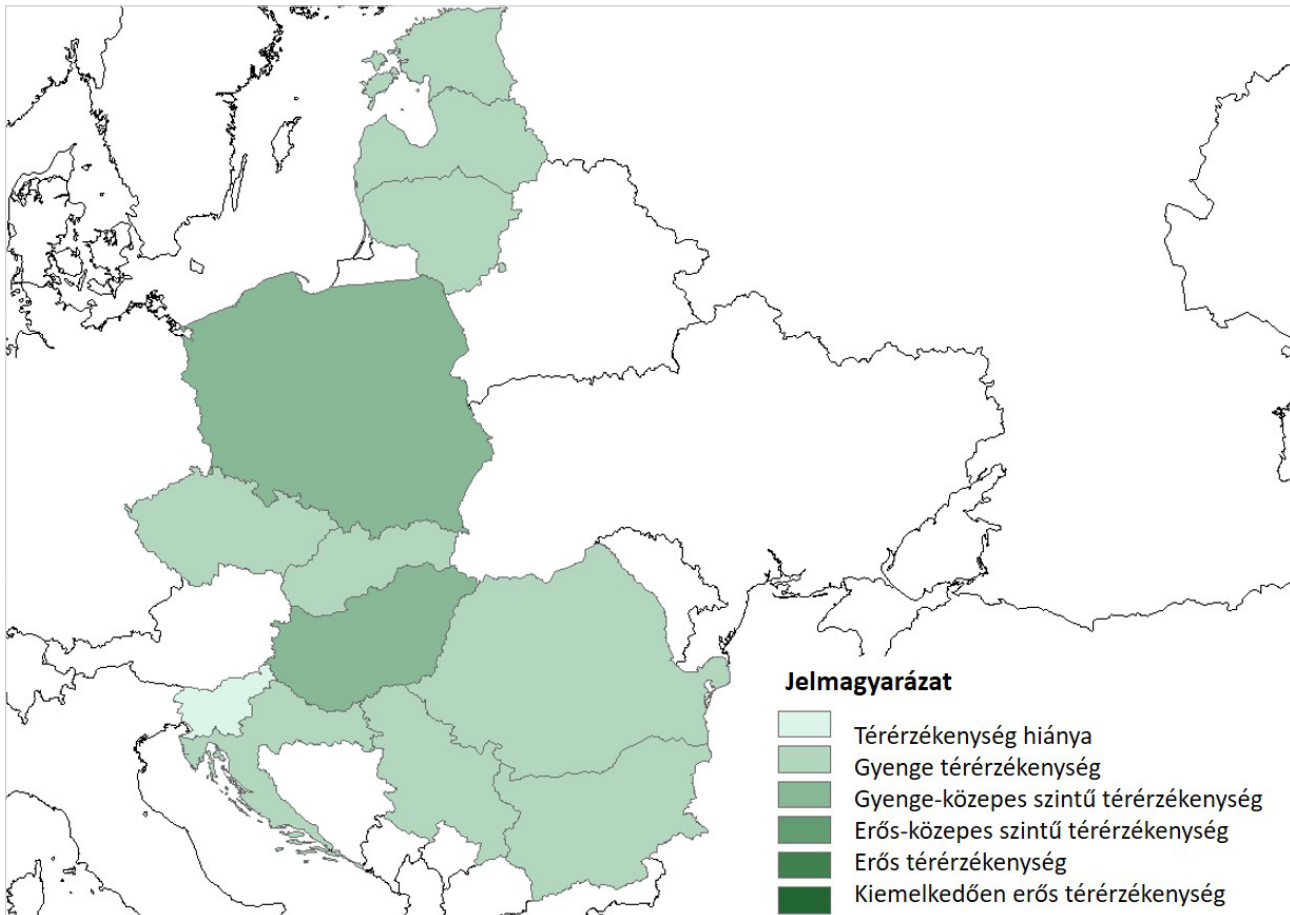 Jelmagyarázat
Térérzékenység hiánya
Gyenge térérzékenység
Gyenge-közepes szintű térérzékenység
Erős-közepes szintű térérzékenység
Erős térérzékenység
Kiemelkedően erős térérzékenység